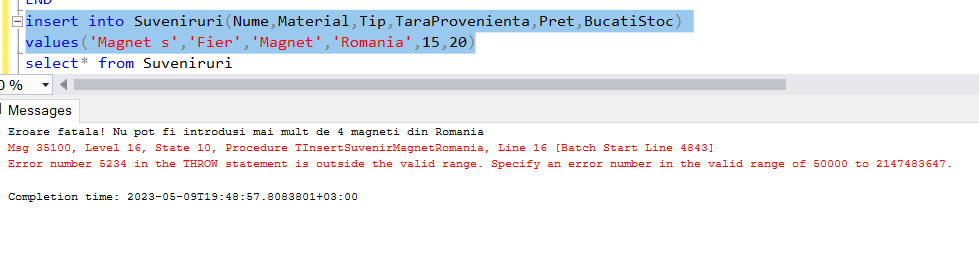 END
insert into Suveniruri(Nume,Material,Tip,TaraProvenienta,Pret,BucatiStoc)
values('Magnet s','Fier','Magnet','Romania',15,20)
select* from Suveniruri
0 %
Messages
Eroare fatala! Nu pot fi introdusi mai mult de 4 magneti din Romania
Msg 35100, Level 16, State 10, Procedure TInsertSuvenirMagnetRomania, Line 16 [Batch Start Line 4843]
Error number 5234 in the THROW statement is outside the valid range. Specify an error number in the valid range of 50000 to 2147483647.
Completion time: 2023-05-09T19:48:57.8083801+03:00